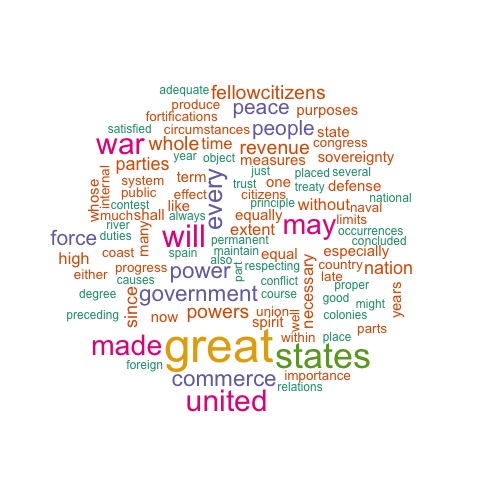 adequate fellowcitizens
produce peace purposes
fortifications people state
satisfied circumstances congress
war whole time revenue sovereignty
parties year object measures
just placed several
internal system term trust one treaty defense
whose public effect every citizens without national
contest like principle naval
muchshall always equally limits
river many will extent may occurrences
duties permanent concluded
force coast spain maintain equal especially
high also
either progress power part respecting necessary country nation
causes conflict late
degree since government course proper years
good might
preceding now powers union well colonies
spirit parts
within place
made great states
foreign
commerce importance
relations
united